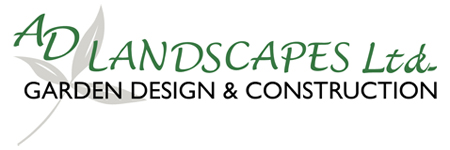 AD LANDSCAPES Ltd.
GARDEN DESIGN & CONSTRUCTION